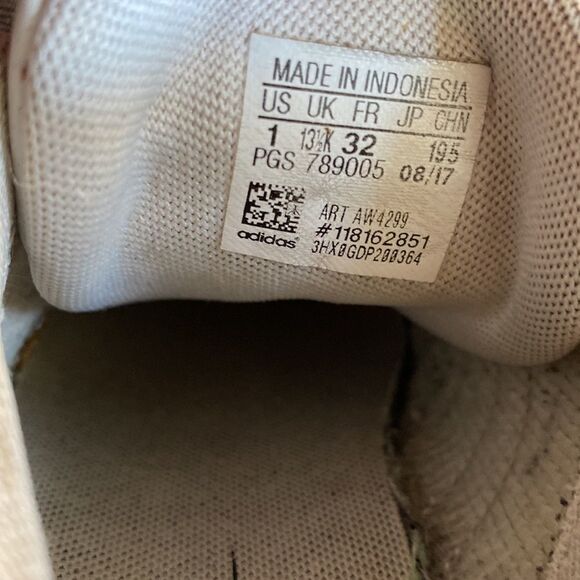 MADE IN INDONESIA
US UK FR JP CHN
1 13½K 32 195
PGS 789005 08/17
ART AW4299
#118162851
adidas 3HX0GDP200364